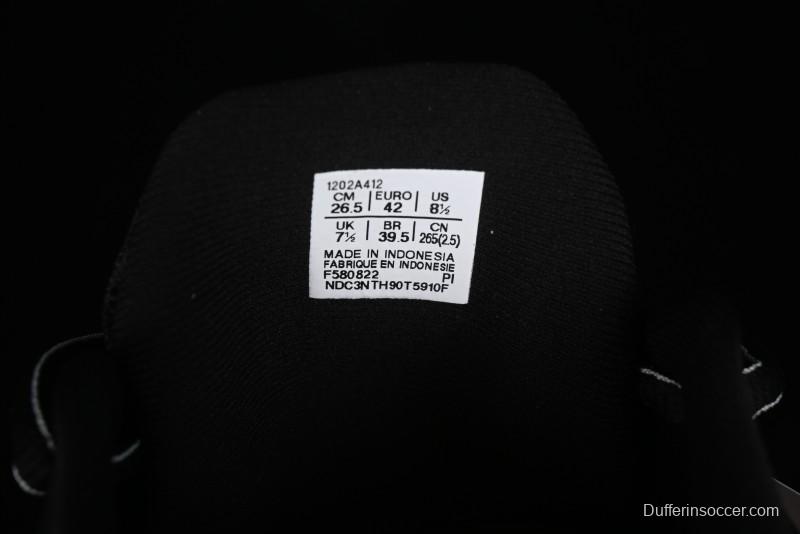 1202A412
CM | EURO | US
26.5 | 42 | 8½
UK | BR | CN
7½ | 39.5 | 265(2.5)
MADE IN INDONESIA
FABRIQUE EN INDONESIE
F580822 PI
NDC3NTH90T5910F
Dufferinsoccer.com